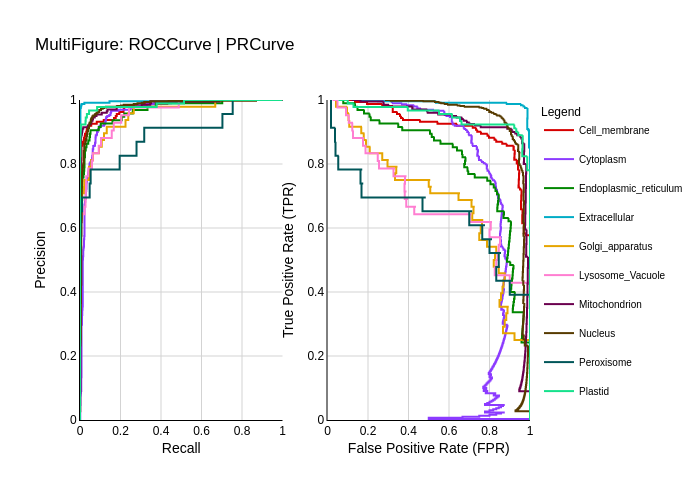 MultiFigure: ROCCurve | PRCurve
Precision
1
0.8
0.6
0.4
0.2
0
0
0.2
0.4
0.6
0.8
1
Recall
True Positive Rate (TPR)
1
0.8
0.6
0.4
0.2
0
0
0.2
0.4
0.6
0.8
1
False Positive Rate (FPR)
Legend
Cell_membrane
Cytoplasm
Endoplasmic_reticulum
Extracellular
Golgi_apparatus
Lysosome_Vacuole
Mitochondrion
Nucleus
Peroxisome
Plastid